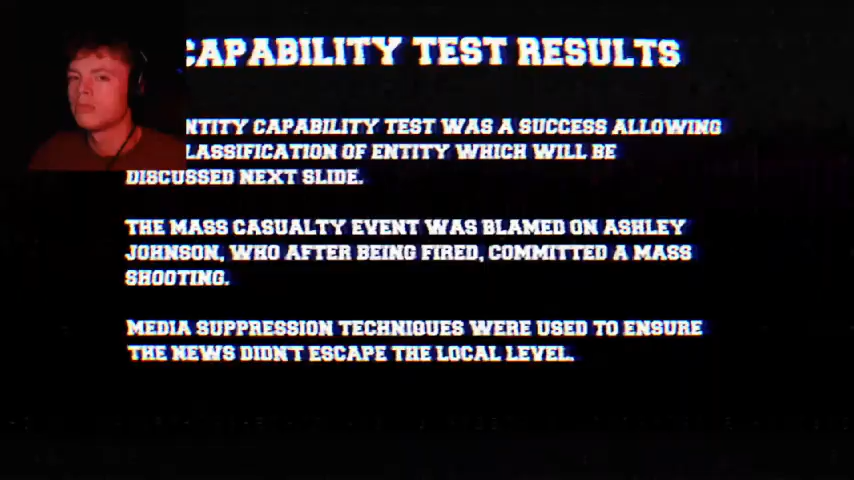 CAPABILITY TEST RESULTS
NTITY CAPABILITY TEST WAS A SUCCESS ALLOWING
LASSIFICATION OF ENTITY WHICH WILL BE
DISCUSSED NEXT SLIDE.
THE MASS CASUALTY EVENT WAS BLAMED ON ASHLEY
JOHNSON, WHO AFTER BEING FIRED, COMMITTED A MASS
SHOOTING.
MEDIA SUPPRESSION TECHNIQUES WERE USED TO ENSURE
THE NEWS DIDNT ESCAPE THE LOCAL LEVEL.